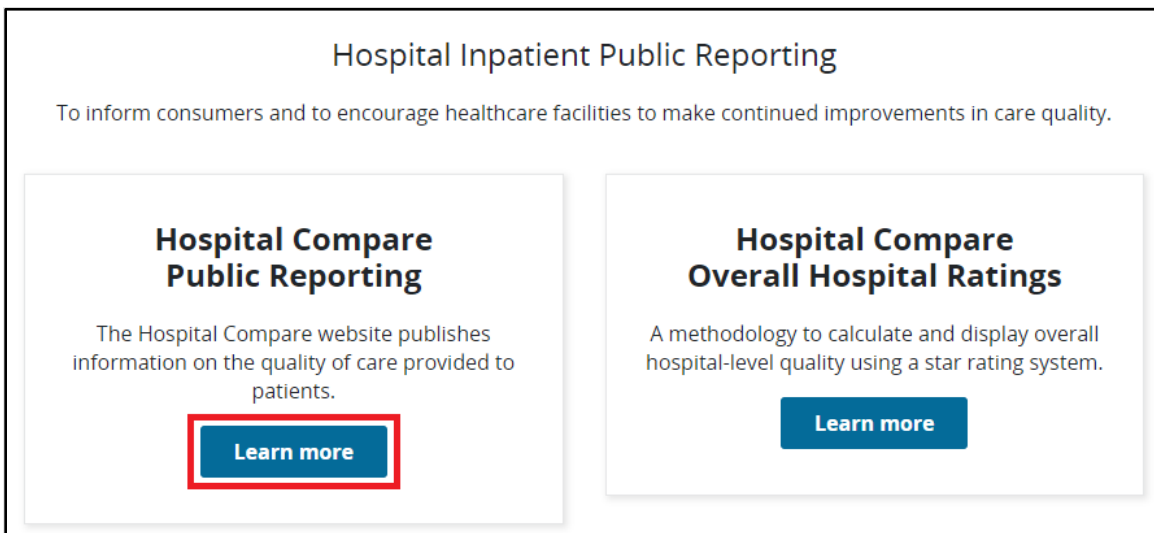 Hospital Inpatient Public Reporting
To inform consumers and to encourage healthcare facilities to make continued improvements in care quality.
Hospital Compare
Public Reporting
The Hospital Compare website publishes
information on the quality of care provided to
patients.
Learn more
Hospital Compare
Overall Hospital Ratings
A methodology to calculate and display overall
hospital-level quality using a star rating system.
Learn more